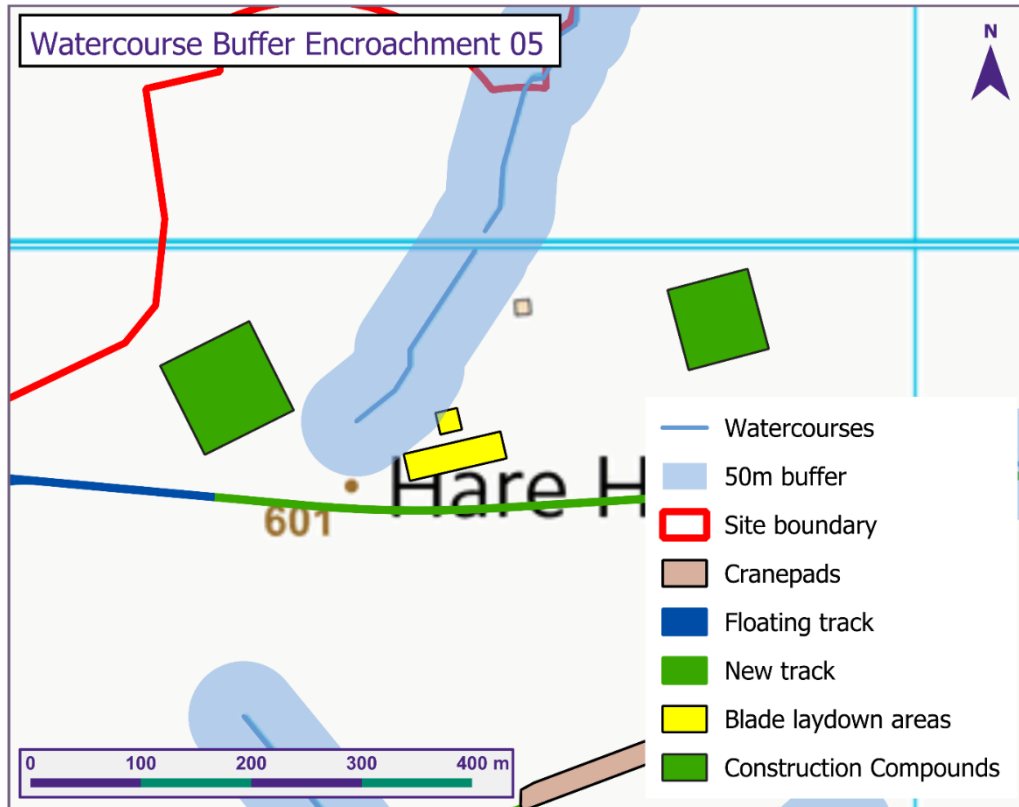 Watercourse Buffer Encroachment 05
N
Hare H
601
Watercourses
50m buffer
Site boundary
Cranepads
Floating track
New track
Blade laydown areas
Construction Compounds
0 100 200 300 400 m